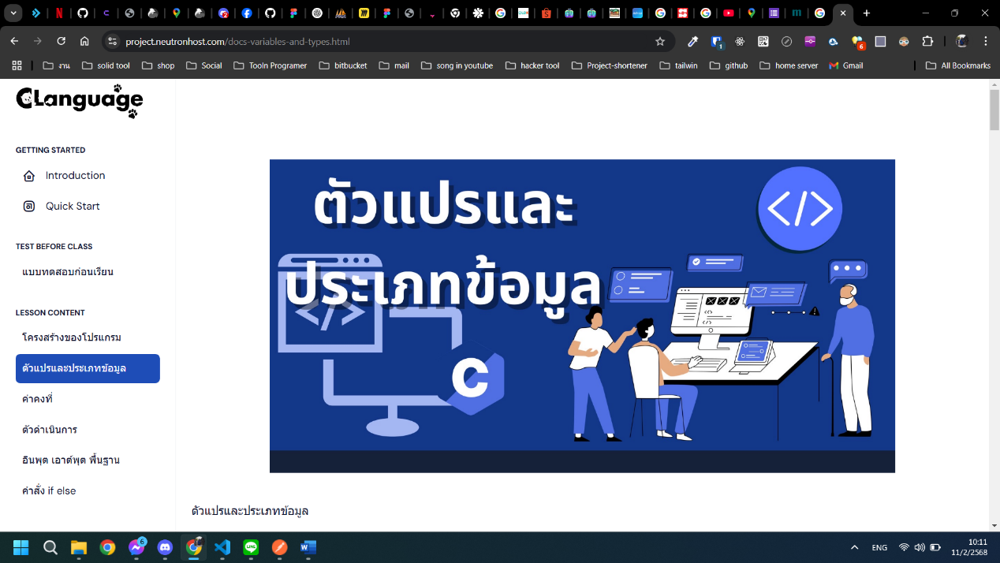 project.neutronhost.com/docs-variables-and-types.html
1
6
งาน
solid tool
shop
Social
Tooln Programer
bitbucket
mail
song in youtube
hacker tool
Project-shortener
tailwin
github
home server
Gmail
All Bookmarks
CLanguage
GETTING STARTED
Introduction
Quick Start
TEST BEFORE CLASS
แบบทดสอบก่อนเรียน
LESSON CONTENT
โครงสร้างของโปรแกรม
ตัวแปรและประเภทข้อมูล
ค่าคงที่
ตัวดำเนินการ
อินพุต เอาต์พุต พื้นฐาน
คำสั่ง if else
ตัวแปรและ
ประเภทข้อมูล
</>
</>
C
ตัวแปรและประเภทข้อมูล
6
ENG
10:11
11/2/2568